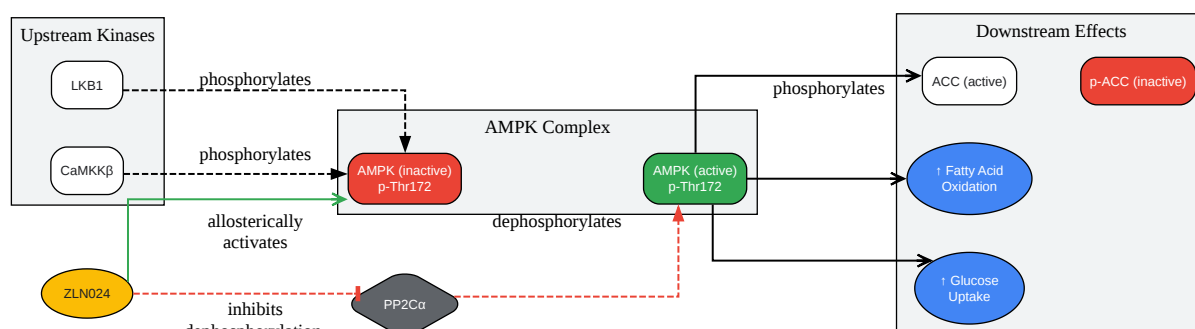 Upstream Kinases
LKB1
CaMKKβ
phosphorylates
phosphorylates
AMPK Complex
AMPK (inactive)
p-Thr172
AMPK (active)
p-Thr172
allosterically
activates
dephosphorylates
ZLN024
inhibits
dephosphorylation
PP2Cα
phosphorylates
Downstream Effects
ACC (active)
p-ACC (inactive)
↑ Fatty Acid
Oxidation
↑ Glucose
Uptake